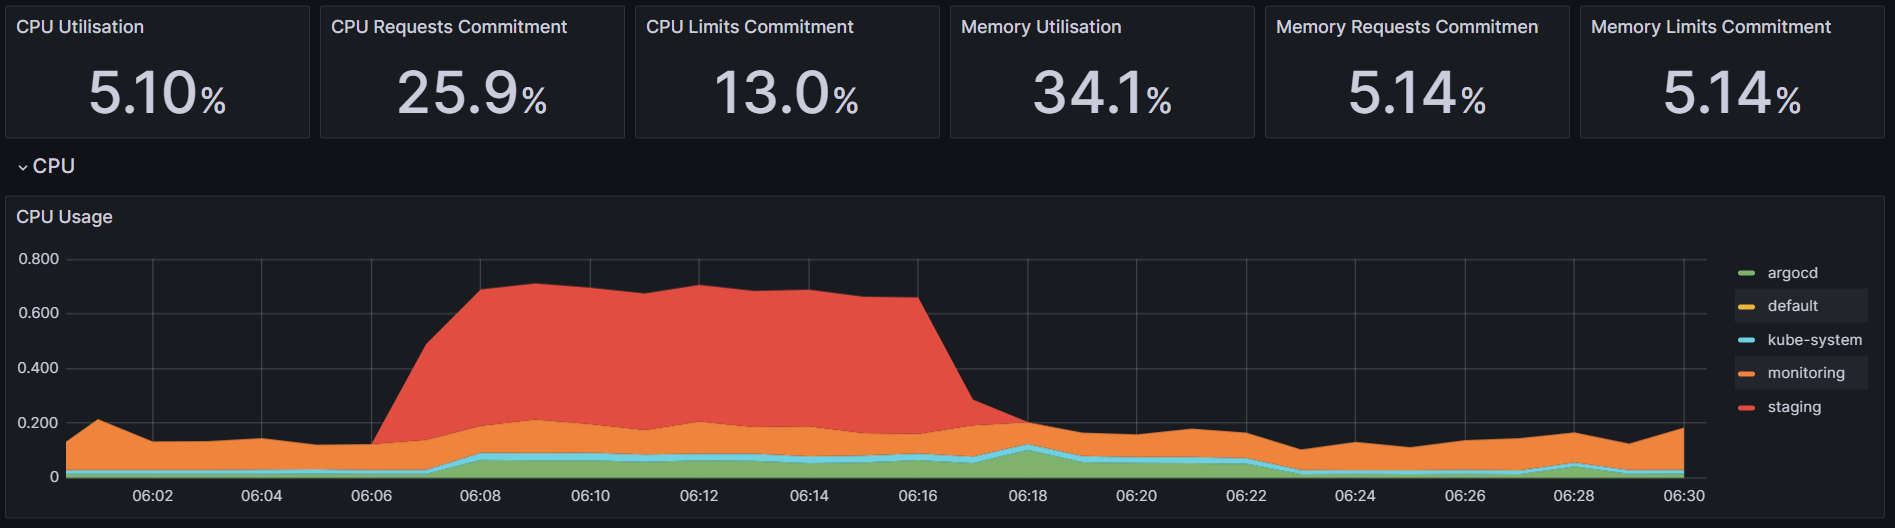 CPU Utilisation
5.10%
CPU Requests Commitment
25.9%
CPU Limits Commitment
13.0%
Memory Utilisation
34.1%
Memory Requests Commitmen
5.14%
Memory Limits Commitment
5.14%
CPU
CPU Usage
0.800
0.600
0.400
0.200
0
06:02 06:04 06:06 06:08 06:10 06:12 06:14 06:16 06:18 06:20 06:22 06:24 06:26 06:28 06:30
argocd
default
kube-system
monitoring
staging